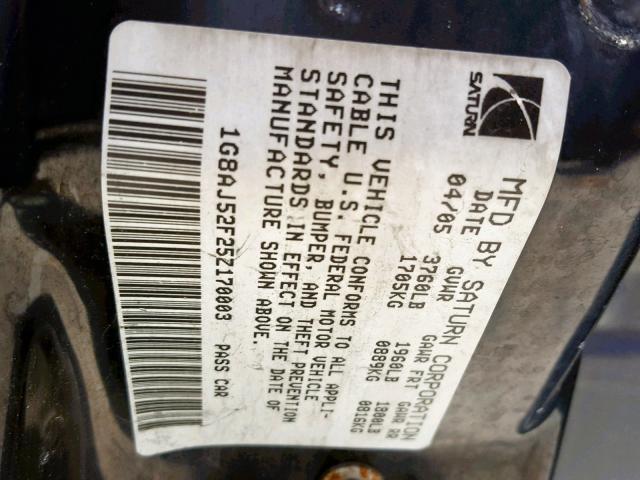 SATURN
MFD BY SATURN CORPORATION
DATE GVWR GAWR FRT GAWR RR
04/05 3760LB 1960LB 1800LB
1705KG 0889KG 0816KG
THIS VEHICLE CONFORMS TO ALL APPLI-
CABLE U.S. FEDERAL MOTOR VEHICLE
SAFETY, BUMPER, AND THEFT PREVENTION
STANDARDS IN EFFECT ON THE DATE OF
MANUFACTURE SHOWN ABOVE.
1G8AJ52F25Z170003 PASS CAR